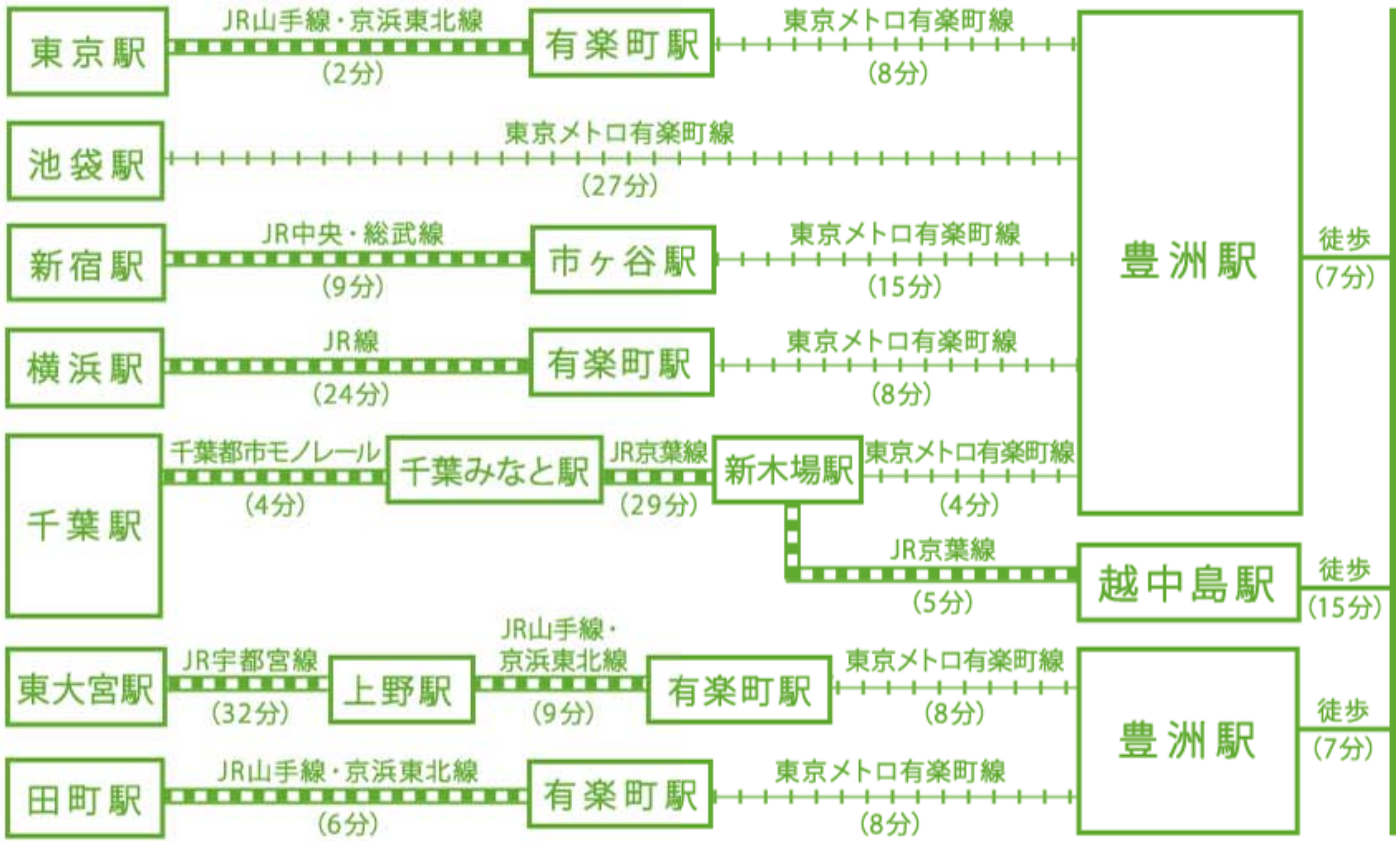 東京駅
JR山手線・京浜東北線
(2分)
有楽町駅
東京メトロ有楽町線
(8分)
池袋駅
東京メトロ有楽町線
(27分)
新宿駅
JR中央・総武線
(9分)
市ヶ谷駅
東京メトロ有楽町線
(15分)
横浜駅
JR線
(24分)
有楽町駅
東京メトロ有楽町線
(8分)
豊洲駅
徒歩
(7分)
千葉駅
千葉都市モノレール
(4分)
千葉みなと駅
JR京葉線
(29分)
新木場駅
東京メトロ有楽町線
(4分)
JR京葉線
(5分)
越中島駅
徒歩
(15分)
東大宮駅
JR宇都宮線
(32分)
上野駅
JR山手線・
京浜東北線
(9分)
有楽町駅
東京メトロ有楽町線
(8分)
田町駅
JR山手線・京浜東北線
(6分)
有楽町駅
東京メトロ有楽町線
(8分)
豊洲駅
徒歩
(7分)